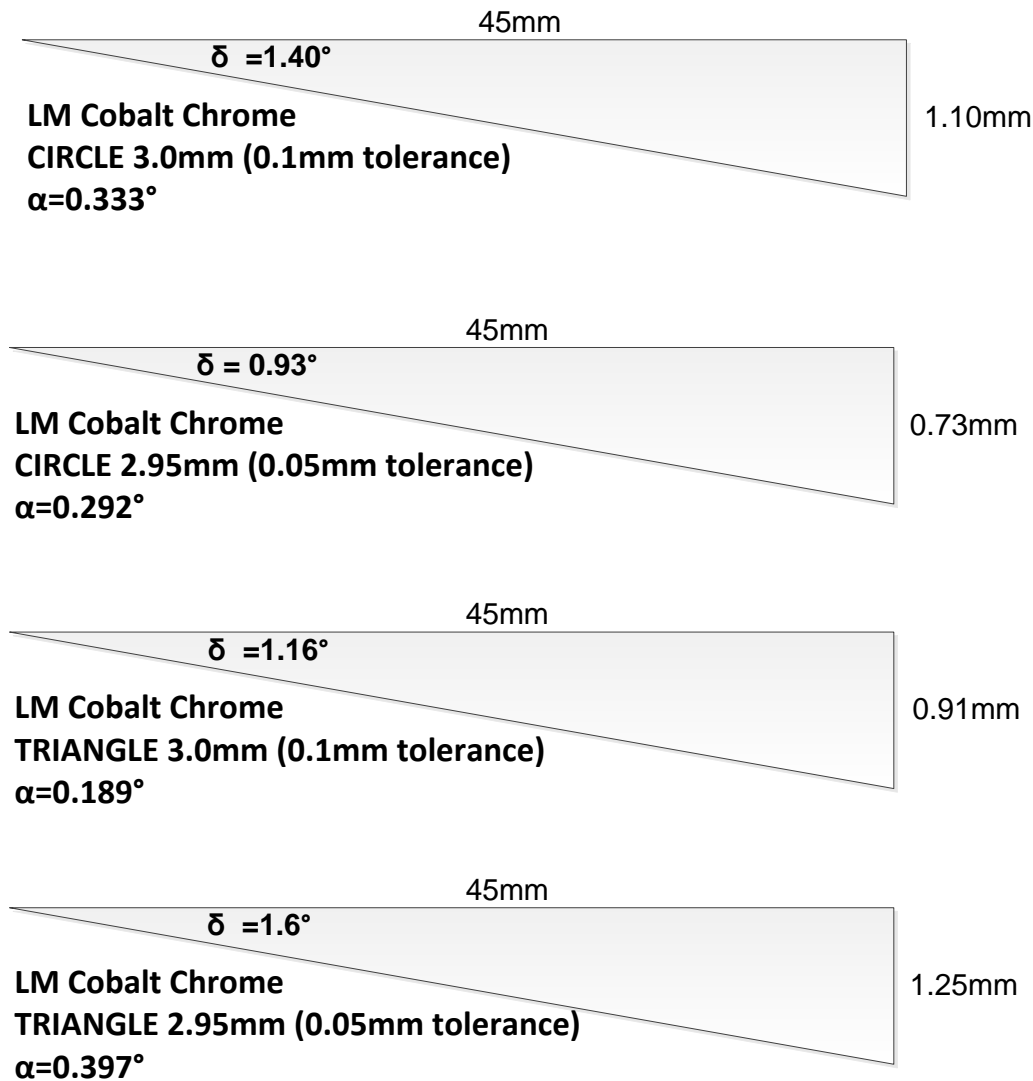 45mm
δ =1.40°
1.10mm
LM Cobalt Chrome
CIRCLE 3.0mm (0.1mm tolerance)
α=0.333°
45mm
δ = 0.93°
0.73mm
LM Cobalt Chrome
CIRCLE 2.95mm (0.05mm tolerance)
α=0.292°
45mm
δ =1.16°
0.91mm
LM Cobalt Chrome
TRIANGLE 3.0mm (0.1mm tolerance)
α=0.189°
45mm
δ =1.6°
1.25mm
LM Cobalt Chrome
TRIANGLE 2.95mm (0.05mm tolerance)
α=0.397°